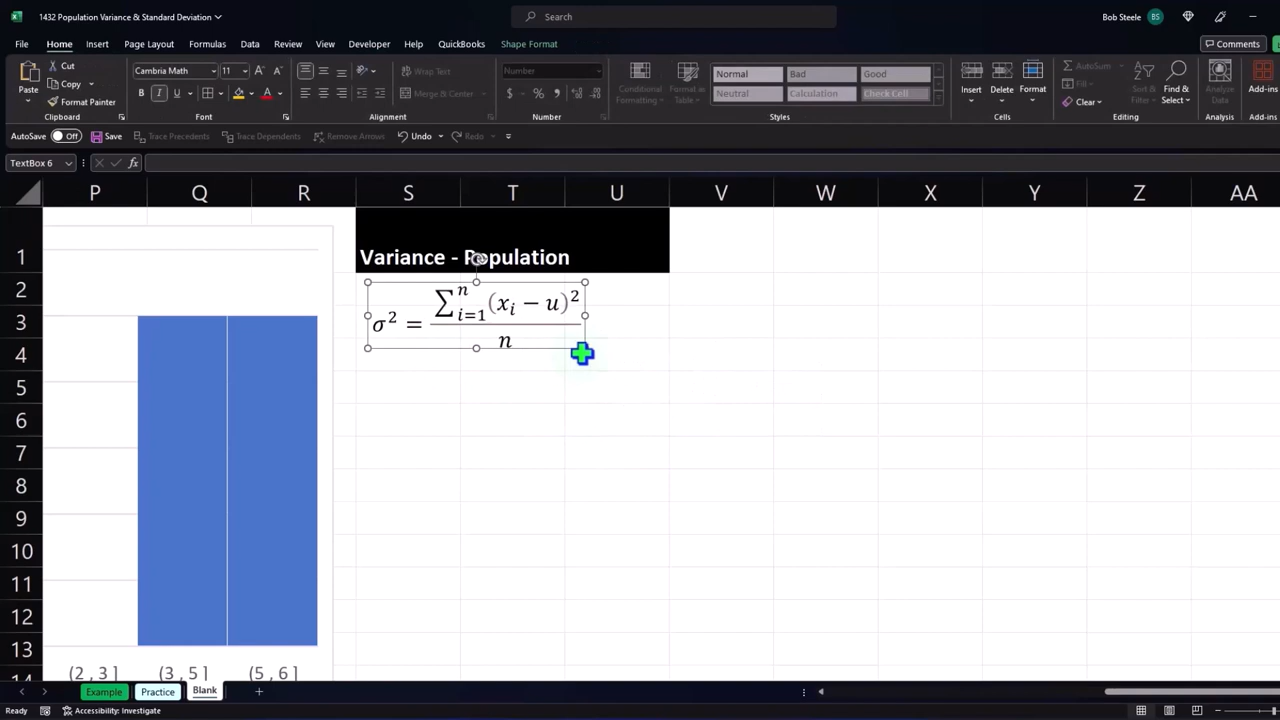 1432 Population Variance & Standard Deviation
Search
Bob Steele BS
File Home Insert Page Layout Formulas Data Review View Developer Help QuickBooks Shape Format
Comments
Paste
Cut
Copy
Format Painter
Clipboard
Cambria Math 11
B I U
Font
Wrap Text
Merge & Center
Alignment
Number
$ % ,
Number
Conditional Formatting
Format as Table
Normal Bad Good
Neutral Calculation Check Cell
Styles
Insert Delete Format
Cells
AutoSum
Fill
Clear
Sort & Filter
Find & Select
Editing
Analyze Data
Analysis
Add-ins
Add-ins
AutoSave Off Save Trace Precedents Trace Dependents Remove Arrows Undo Redo
TextBox 6 fx
P Q R S T U V W X Y Z AA
1 Variance - Population
2
3 σ² = ∑ⁿᵢ₌₁ (xᵢ − u)² / n
4
5
6
7
8
9
10
11
12
13
(2 , 3 ] (3 , 5 ] (5 , 6 ]
Example Practice Blank
Ready Accessibility: Investigate